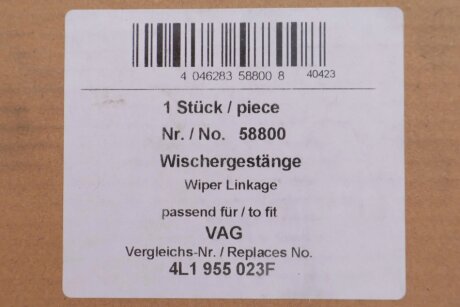 4 046283 58800 8 40423
1 Stück / piece
Nr. / No. 58800
Wischergestänge
Wiper Linkage
passend für / to fit
VAG
Vergleichs-Nr. / Replaces No.
4L1 955 023F